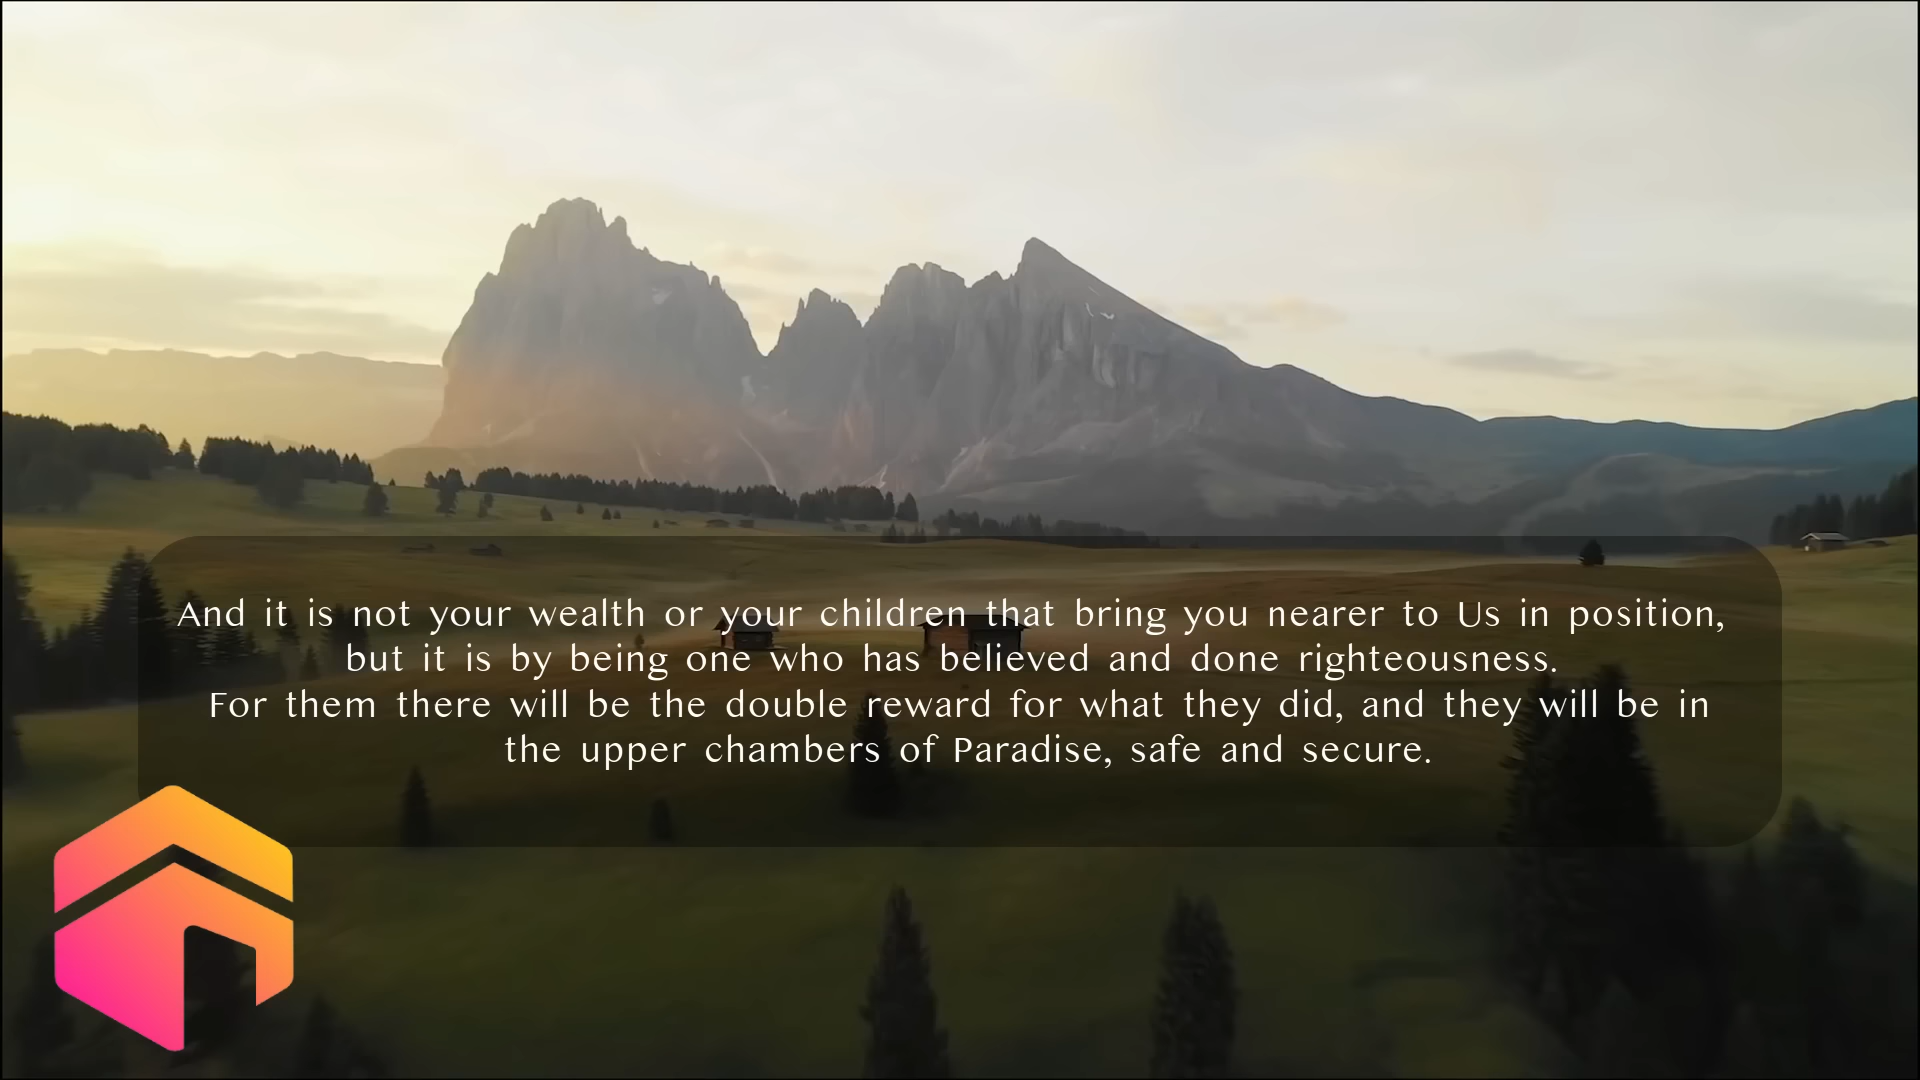 And it is not your wealth or your children that bring you nearer to Us in position,
but it is by being one who has believed and done righteousness.
For them there will be the double reward for what they did, and they will be in
the upper chambers of Paradise, safe and secure.